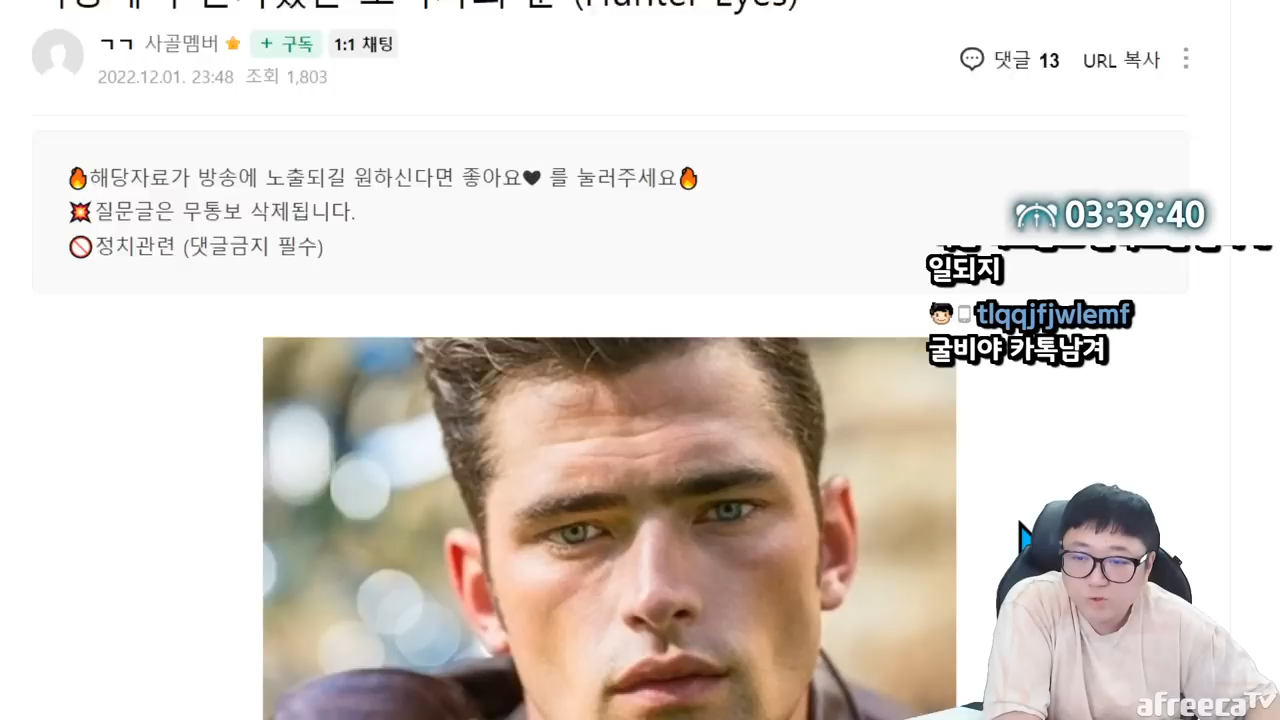 (Hunter Eyes)
ㄱㄱ 사골멤버 + 구독 1:1 채팅
2022.12.01. 23:48 조회 1,803
댓글 13 URL 복사
해당자료가 방송에 노출되길 원하신다면 좋아요🖤 를 눌러주세요
질문글은 무통보 삭제됩니다.
정치관련 (댓글금지 필수)
03:39:40
일되지
tlqqjfjwlemf
굴비야 카톡남겨
afreecaTV